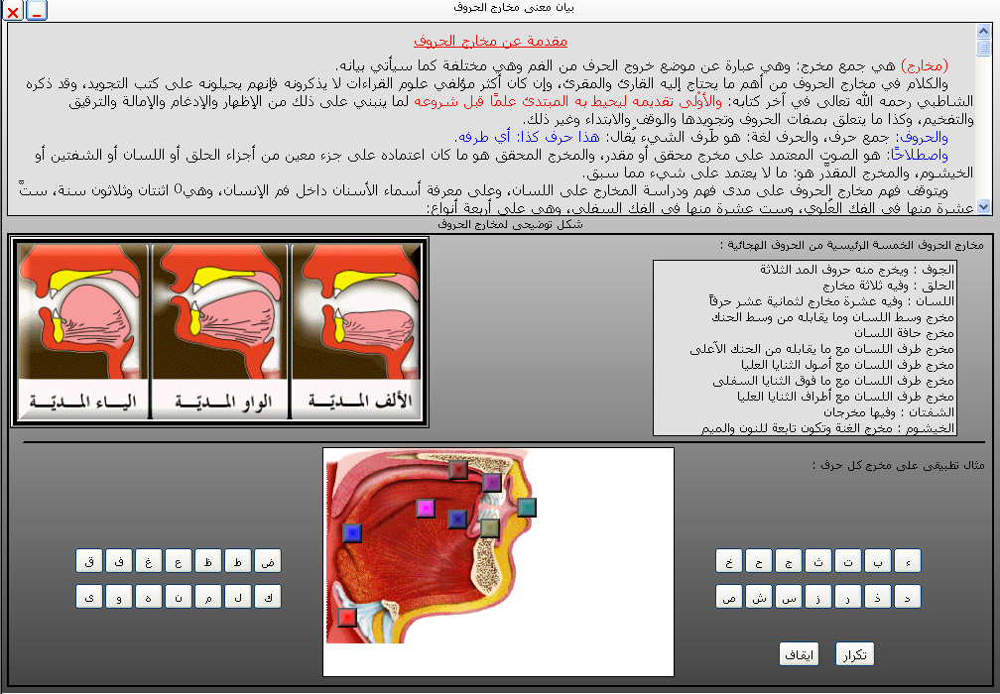 بيان معنى مخارج الحروف
مقدمة عن مخارج الحروف
(مخارج) هي جمع مخرج: وهي عبارة عن موضع خروج الحرف من الفم وهي مختلفة كما سيأتي بيانه.
والكلام في مخارج الحروف من أهم ما يحتاج إليه القارئ والمقرئ، وإن كان أكثر مؤلفي علوم القراءات لا يذكرونه فإنهم يحيلونه على كتب التجويد، وقد ذكره
الشاطبي رحمه الله تعالى في آخر كتابه: والأَوْلى تقديمه ليحيط به المبتدئ علمًا قبل شروعه لما ينبني على ذلك من الإظهار والإدغام والإمالة والترقيق
والتفخيم، وكذا ما يتعلق بصفات الحروف وتجويدها والوقف والابتداء وغير ذلك.
والحروف: جمع حرف، والحرف لغة: هو طَرف الشيء يُقال: هذا حرف كذا: أي طرفه.
واصطلاحًا: هو الصوت المعتمد على مخرج محقق أو مقدر، والمخرج المحقق هو ما كان اعتماده على جزء معين من أجزاء الحلق أو اللسان أو الشفتين أو
الخيشوم، والمخرج المقدَّر هو: ما لا يعتمد على شيء مما سبق.
ويتوقف فهم مخارج الحروف على مدى فهم ودراسة المخارج على اللسان، وعلى معرفة أسماء الأسنان داخل فم الإنسان، وهي0 اثنتان وثلاثون سنة، ستَّ
عشرة منها في الفك العُلوي، وست عشرة منها في الفك السفلي، وهي على أربعة أنواع:
شكل توضيحى لمخارج الحروف
مخارج الحروف الخمسة الرئيسية من الحروف الهجائية :
الجوف : ويخرج منه حروف المد الثلاثة
الحلق : وفيه ثلاثة مخارج
اللسان : وفيه عشرة مخارج لثمانية عشر حرفاً
مخرج وسط اللسان وما يقابله من وسط الحنك
مخرج حافة اللسان
مخرج طرف اللسان مع ما يقابله من الحنك الآعلى
مخرج طرف اللسان مع أصول الثنايا العليا
مخرج طرف اللسان مع ما فوق الثنايا السفلى
مخرج طرف اللسان مع أطراف الثنايا العليا
الشفتان : وفيها مخرجان
الخيشوم : مخرج الغنة وتكون تابعة للنون والميم
الألف المديّة الواو المديّة الياء المديّة
مثال تطبيقى على مخرج كل حرف :
ء ب ت ث ج ح خ
د ذ ر ز س ش ص
ض ط ظ ع غ ف ق
ك ل م ن ه و ى
تكرار ايقاف